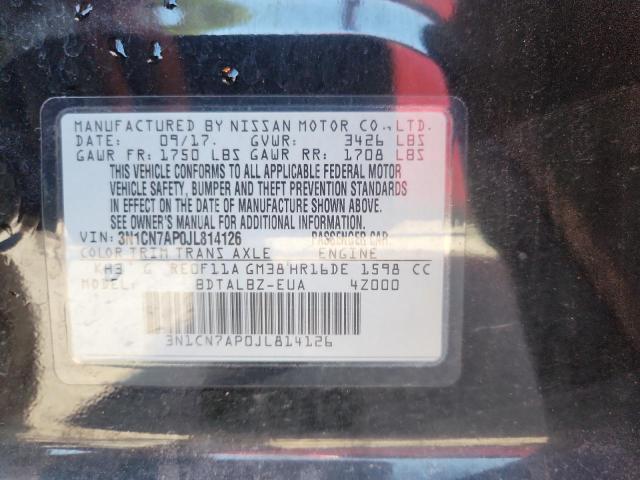 MANUFACTURED BY NISSAN MOTOR CO.,LTD.
DATE: 09/17. GVWR: 3426 LBS
GAWR FR: 1750 LBS GAWR RR: 1708 LBS
THIS VEHICLE CONFORMS TO ALL APPLICABLE FEDERAL MOTOR
VEHICLE SAFETY, BUMPER AND THEFT PREVENTION STANDARDS
IN EFFECT ON THE DATE OF MANUFACTURE SHOWN ABOVE.
SEE OWNER'S MANUAL FOR ADDITIONAL INFORMATION.
VIN: 3N1CN7AP0JL814126 PASSENGER CAR
COLOR TRIM TRANS AXLE ENGINE
KH3 G RE0F11A GM38 HR16DE 1598 CC
MODEL: BDTALBZ-EUA 4Z000
3N1CN7AP0JL814126